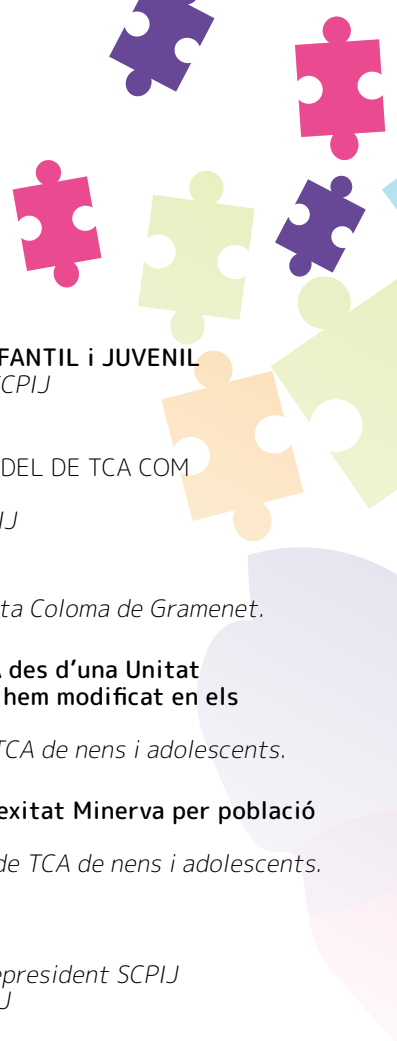 FANTIL i JUVENIL
CPIJ
DEL DE TCA COM
IJ
ta Coloma de Gramenet.
des d’una Unitat
hem modificat en els
TCA de nens i adolescents.
exitat Minerva per població
de TCA de nens i adolescents.
epresident SCPIJ
J